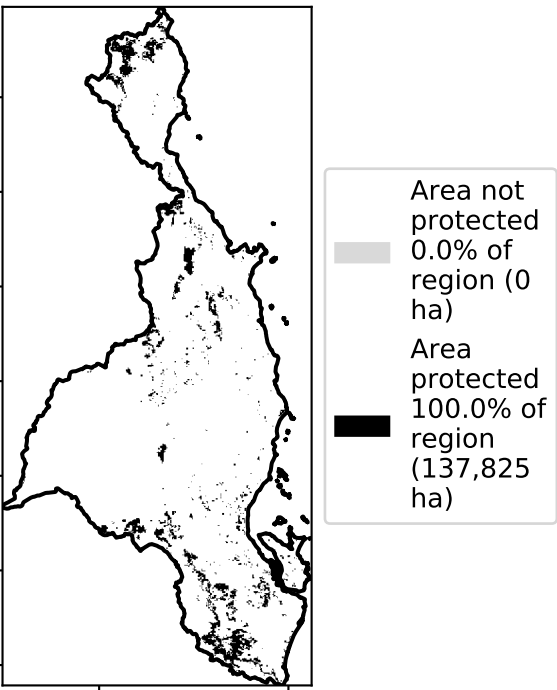 Area not
protected
0.0% of
region (0
ha)
Area
protected
100.0% of
region
(137,825
ha)